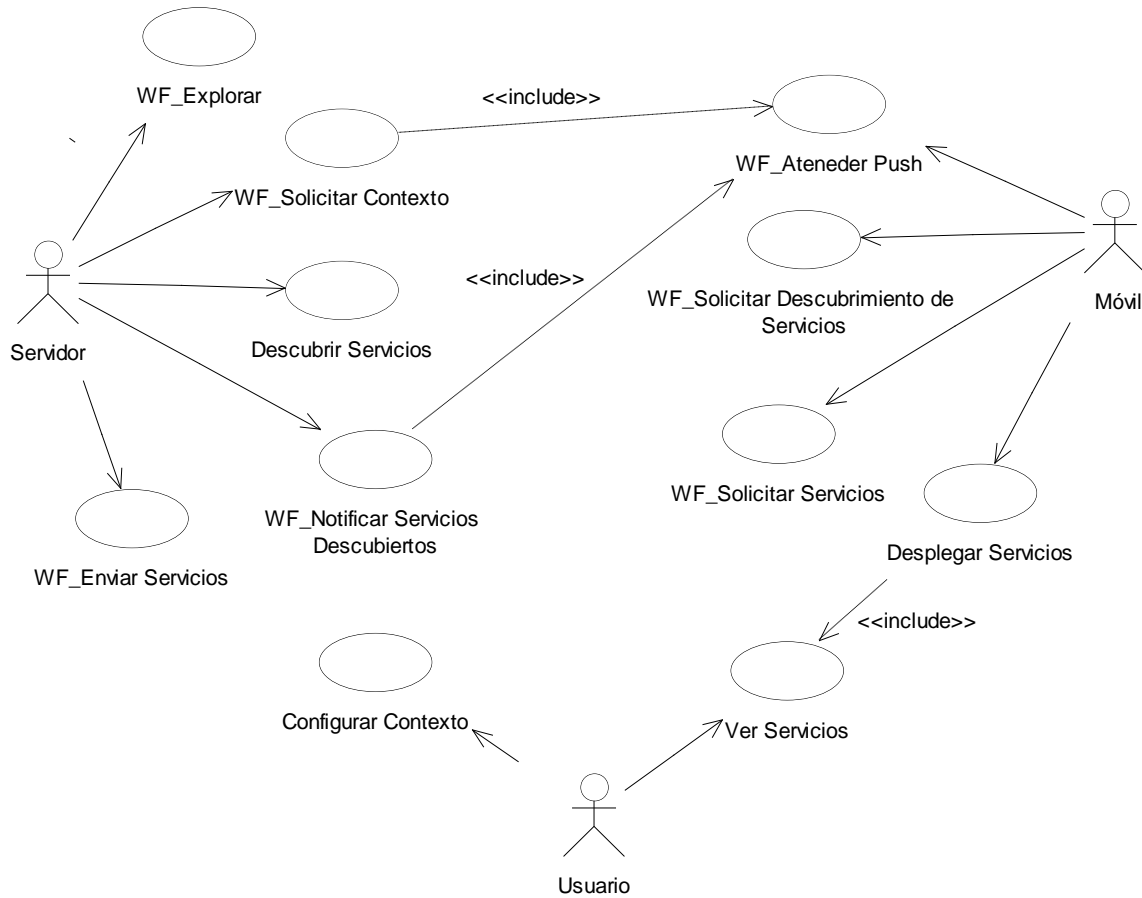 WF_Explorar
<<include>>
WF_Solicitar Contexto
WF_Ateneder Push
<<include>>
WF_Solicitar Descubrimiento de
Servicios
Móvil
Servidor
Descubrir Servicios
WF_Solicitar Servicios
WF_Notificar Servicios
Descubiertos
Desplegar Servicios
WF_Enviar Servicios
<<include>>
Configurar Contexto
Ver Servicios
Usuario